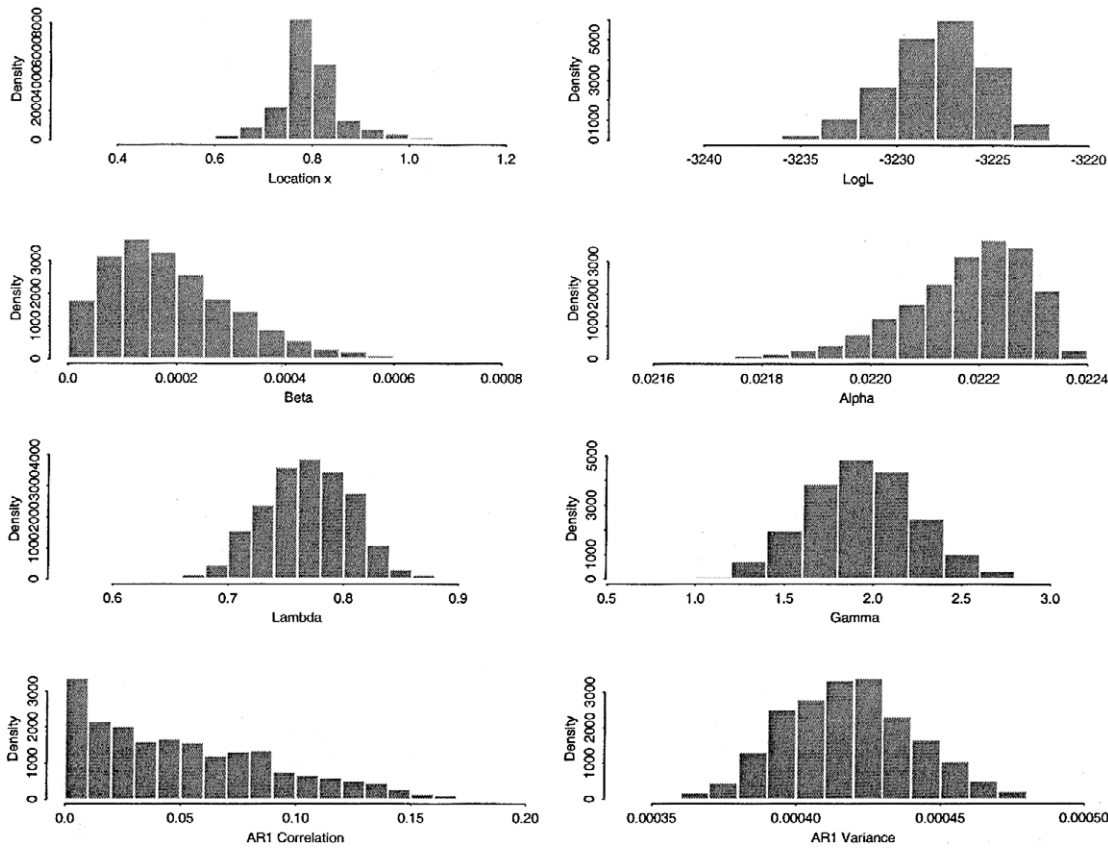 Density
0 2000 4000 6000 8000
0.4 0.6 0.8 1.0 1.2
Location x
Density
0 1000 3000 5000
-3240 -3235 -3230 -3225 -3220
LogL
Density
0 1000 2000 3000
0.0 0.0002 0.0004 0.0006 0.0008
Beta
Density
0 1000 2000 3000
0.0216 0.0218 0.0220 0.0222 0.0224
Alpha
Density
0 1000 2000 3000 4000
0.6 0.7 0.8 0.9
Lambda
Density
0 1000 3000 5000
0.5 1.0 1.5 2.0 2.5 3.0
Gamma
Density
0 1000 2000 3000
0.0 0.05 0.10 0.15 0.20
AR1 Correlation
Density
0 1000 2000 3000
0.00035 0.00040 0.00045 0.00050
AR1 Variance